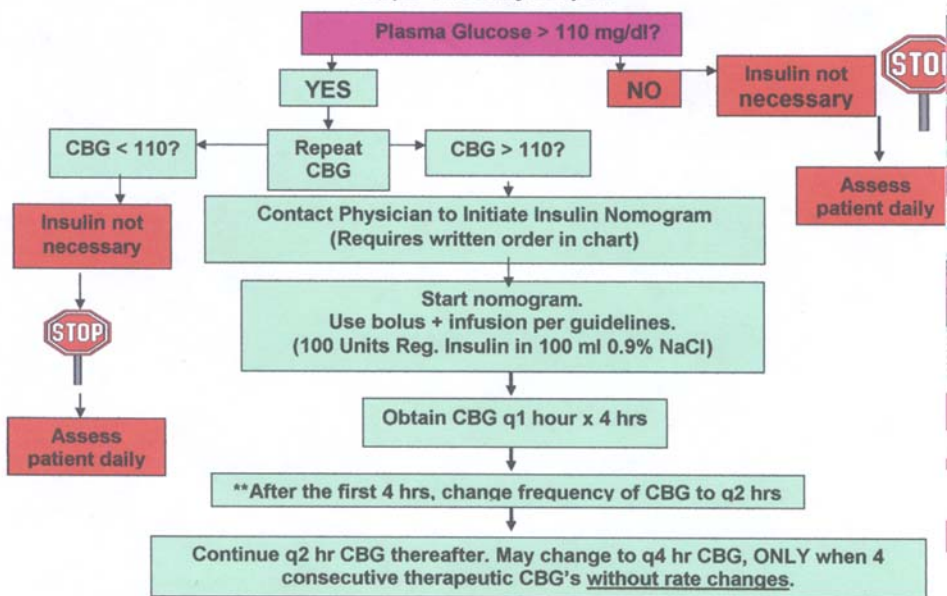 Plasma Glucose > 110 mg/dl?
YES
NO
Insulin not
necessary
STOP
CBG < 110?
Repeat
CBG
CBG > 110?
Assess
patient daily
Insulin not
necessary
Contact Physician to Initiate Insulin Nomogram
(Requires written order in chart)
STOP
Start nomogram.
Use bolus + infusion per guidelines.
(100 Units Reg. Insulin in 100 ml 0.9% NaCl)
Obtain CBG q1 hour x 4 hrs
Assess
patient daily
**After the first 4 hrs, change frequency of CBG to q2 hrs
Continue q2 hr CBG thereafter. May change to q4 hr CBG, ONLY when 4
consecutive therapeutic CBG's without rate changes.